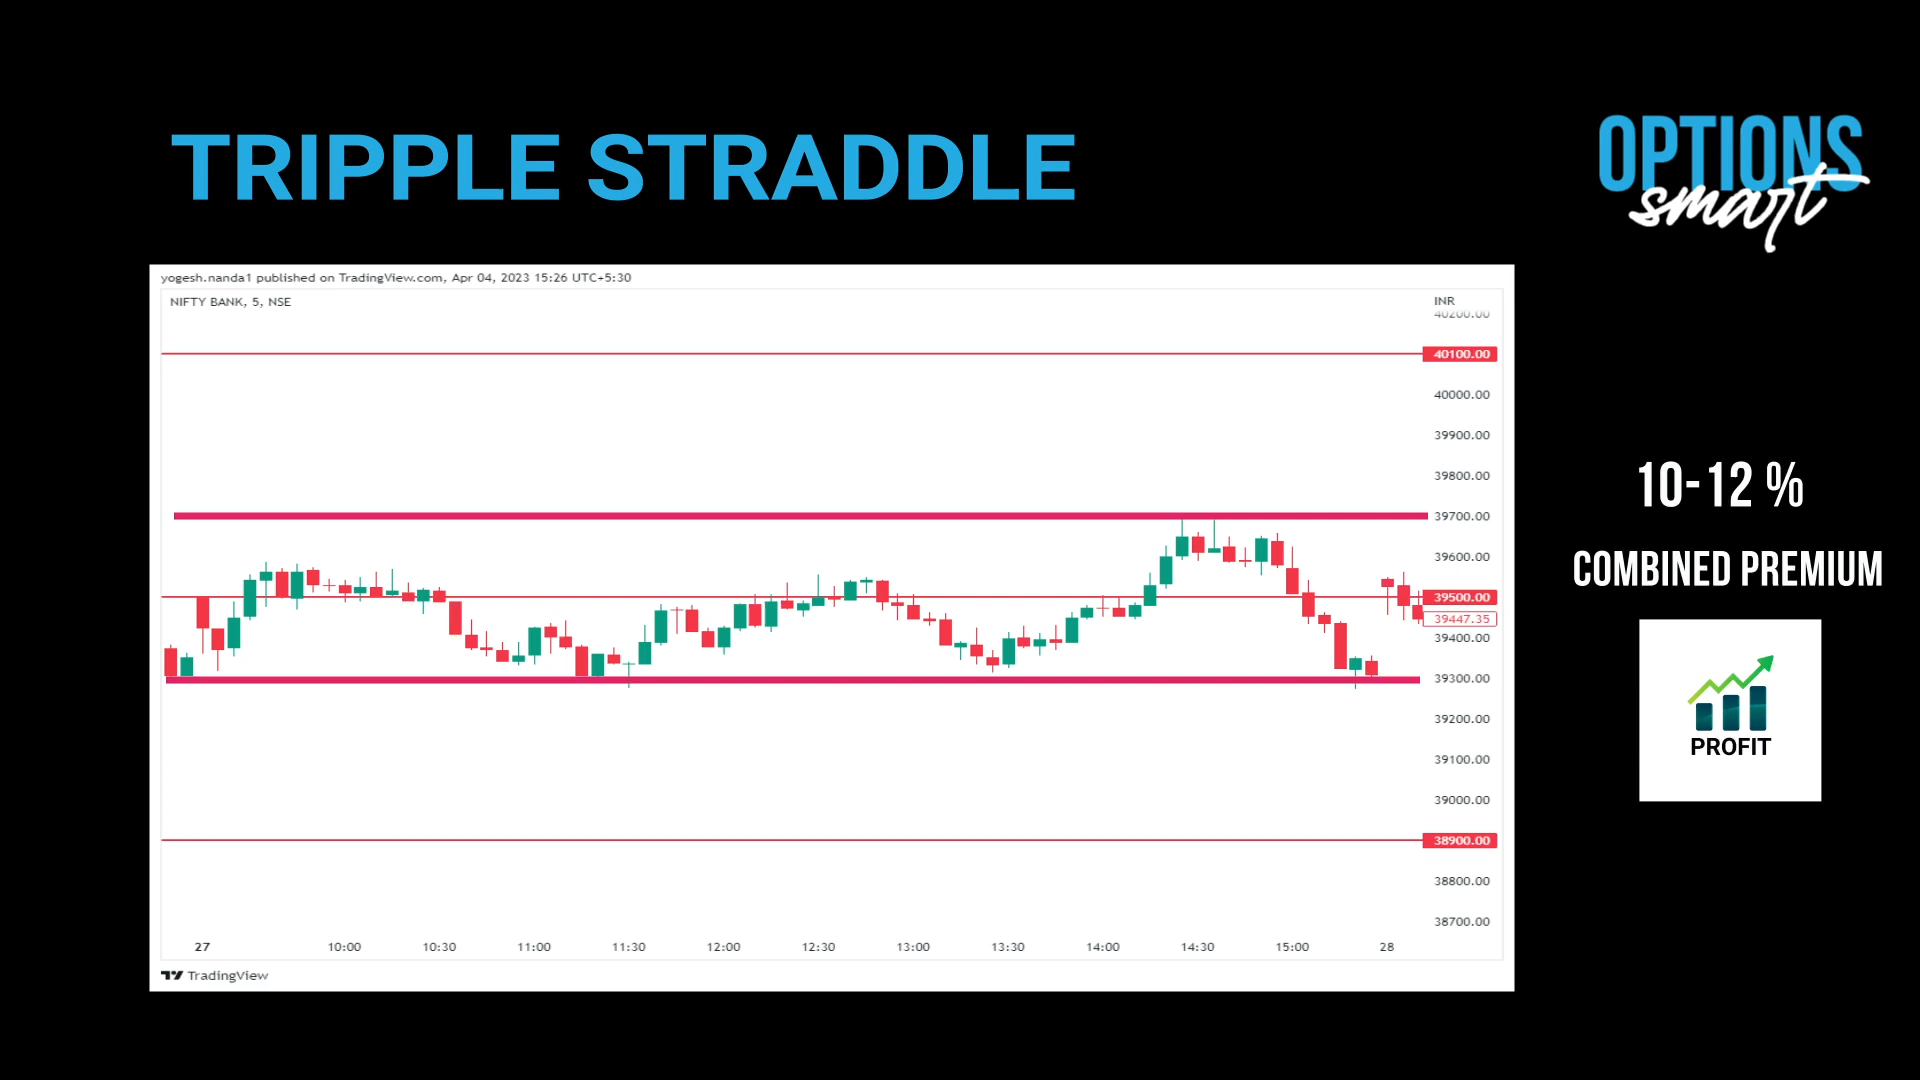 TRIPPLE STRADDLE
OPTIONS
smart
yogesh.nanda1 published on TradingView.com, Apr 04, 2023 15:26 UTC+5:30
NIFTY BANK, 5, NSE
INR
40200.00
40100.00
40000.00
39900.00
39800.00
39700.00
39600.00
39500.00
39447.35
39400.00
39300.00
39200.00
39100.00
39000.00
38900.00
38800.00
38700.00
27 10:00 10:30 11:00 11:30 12:00 12:30 13:00 13:30 14:00 14:30 15:00 28
TradingView
10-12 %
COMBINED PREMIUM
PROFIT